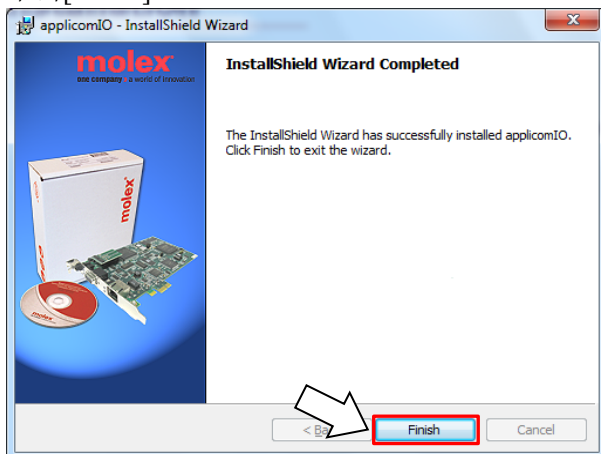 applicomIO - InstallShield Wizard
molex
one company a world of innovation
InstallShield Wizard Completed
The InstallShield Wizard has successfully installed applicomIO.
Click Finish to exit the wizard.
molex
molex
Finish
Cancel